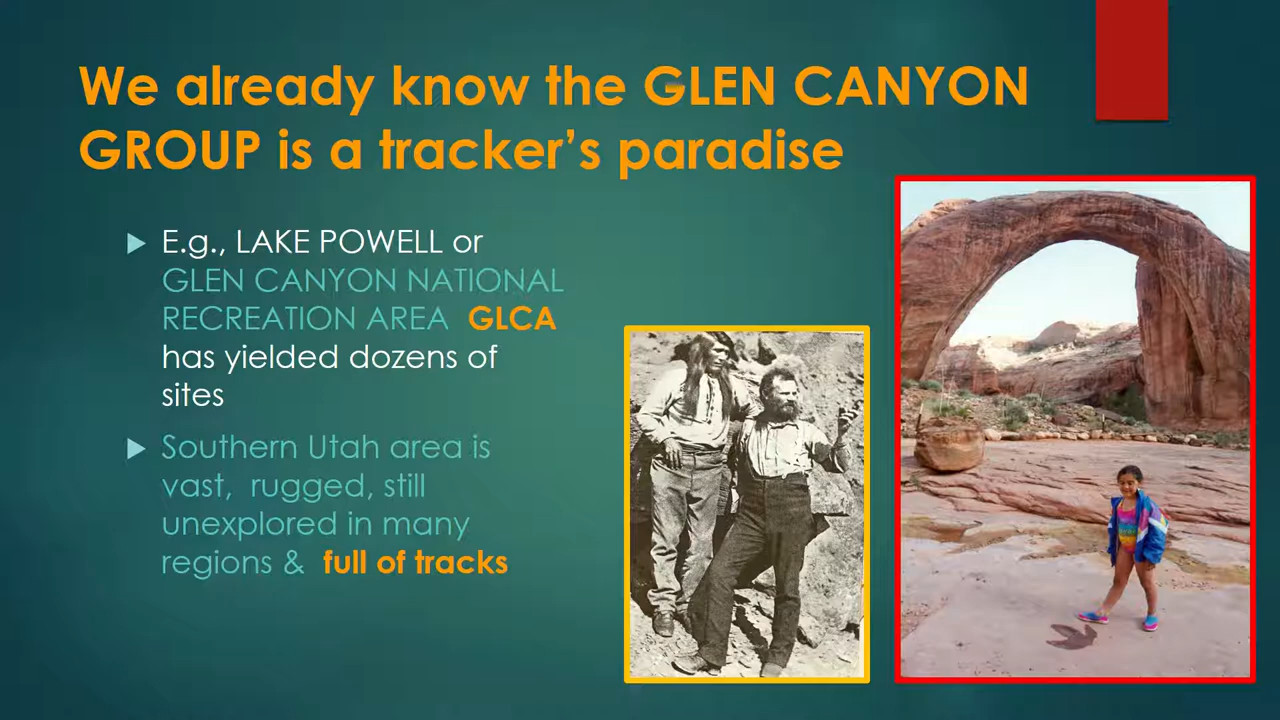 We already know the GLEN CANYON
GROUP is a tracker's paradise
E.g., LAKE POWELL or
GLEN CANYON NATIONAL
RECREATION AREA GLCA
has yielded dozens of
sites
Southern Utah area is
vast, rugged, still
unexplored in many
regions & full of tracks